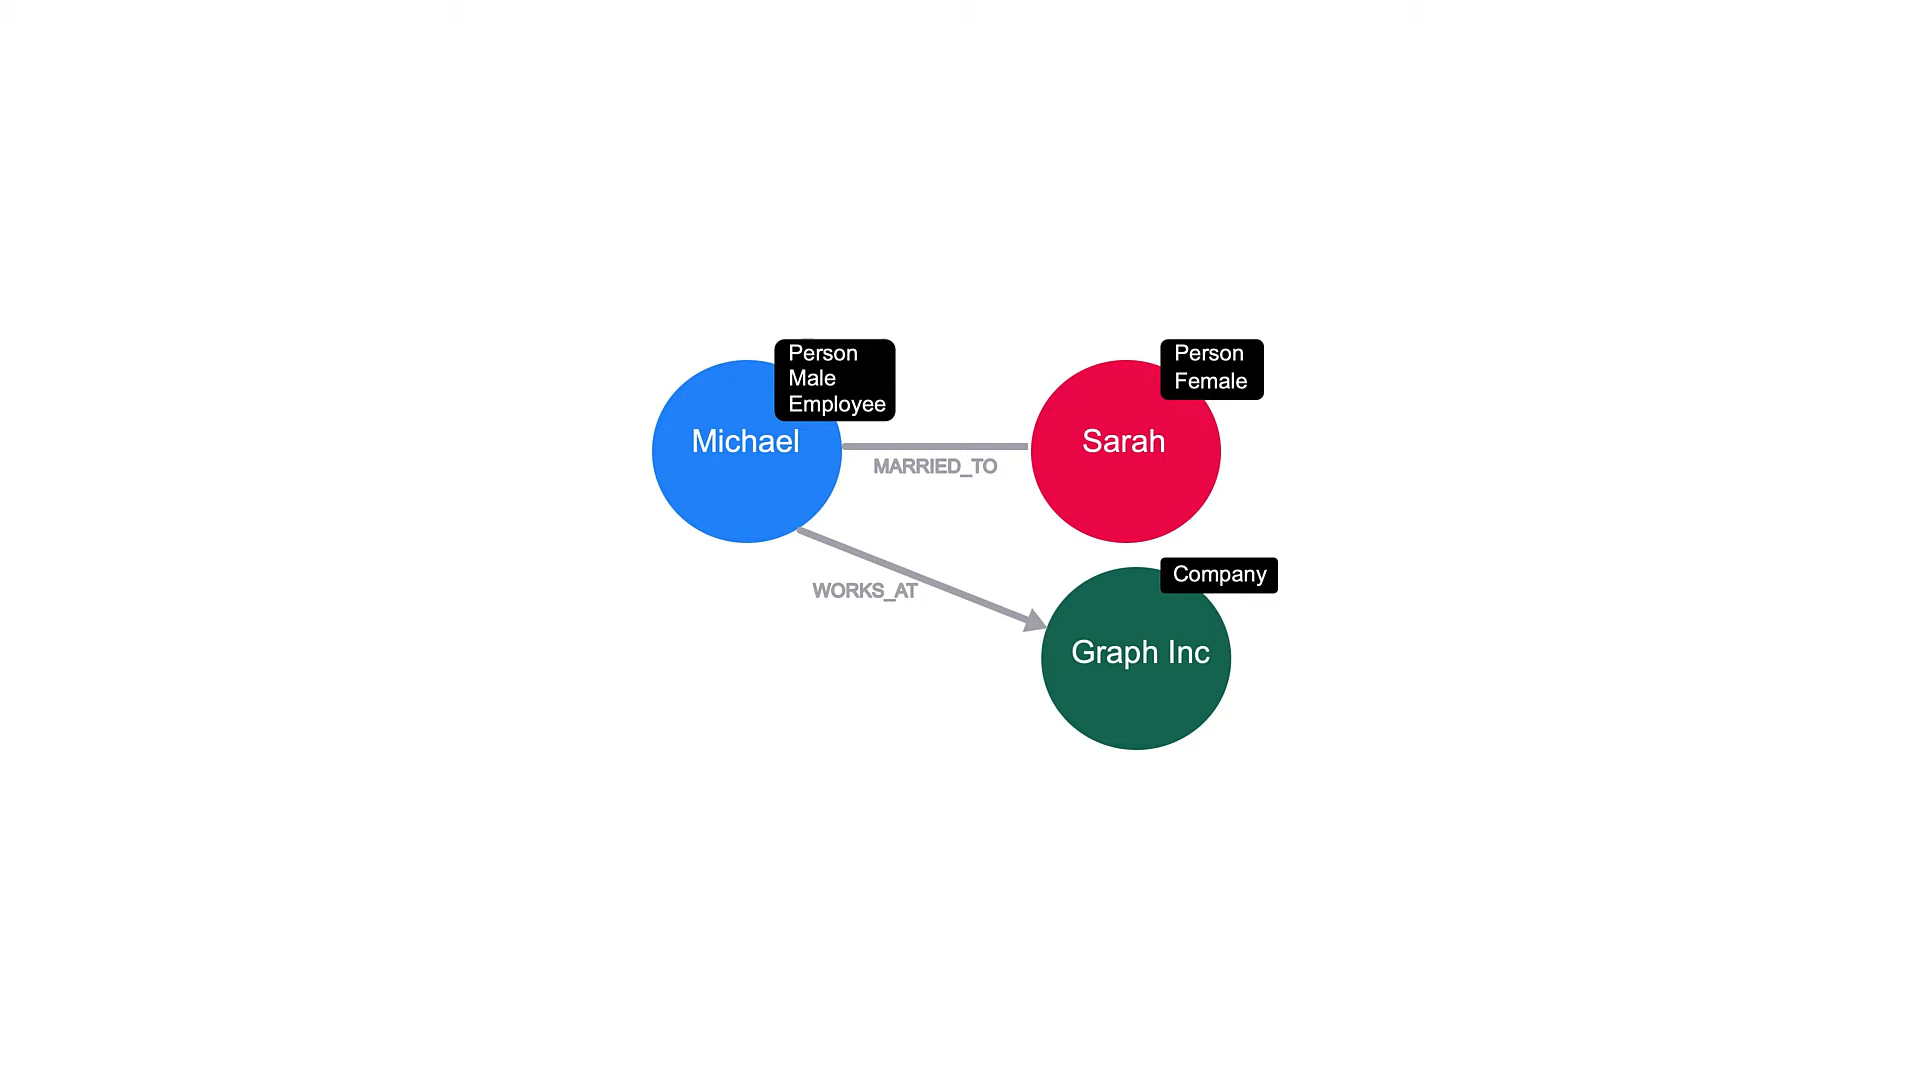 Person
Male
Employee
Michael
MARRIED_TO
Person
Female
Sarah
WORKS_AT
Company
Graph Inc